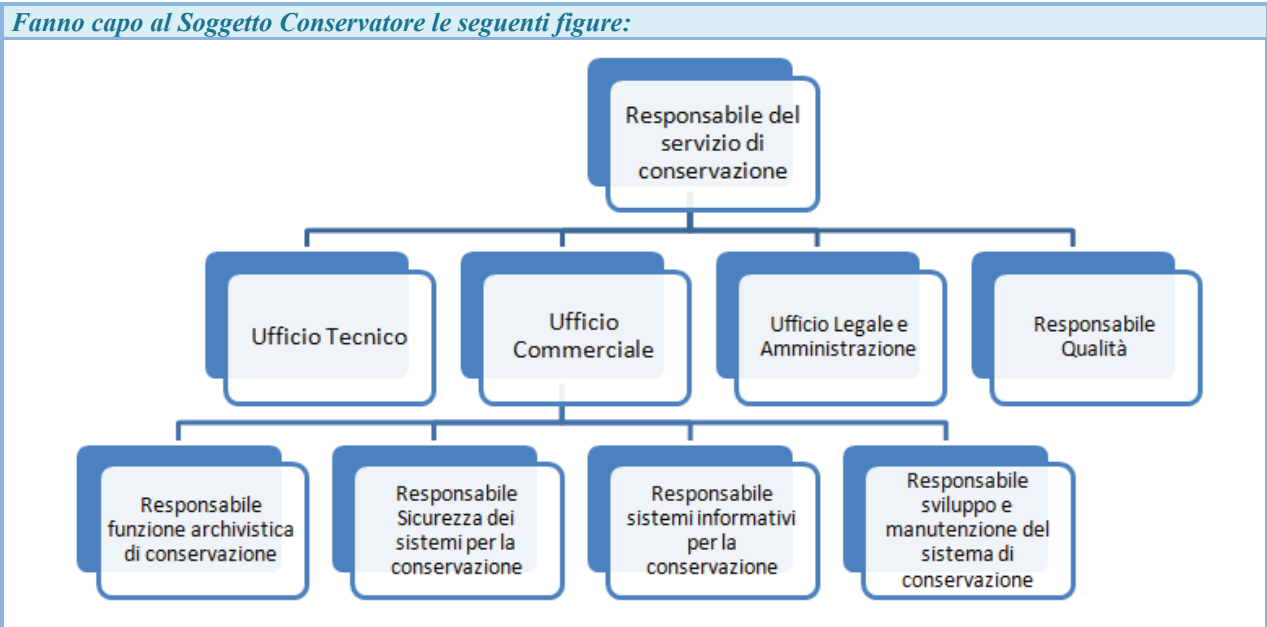 Fanno capo al Soggetto Conservatore le seguenti figure:
Responsabile del
servizio di
conservazione
Ufficio Tecnico
Ufficio
Commerciale
Ufficio Legale e
Amministrazione
Responsabile
Qualità
Responsabile
funzione archivistica
di conservazione
Responsabile
Sicurezza dei
sistemi per la
conservazione
Responsabile
sistemi informativi
per la
conservazione
Responsabile
sviluppo e
manutenzione del
sistema di
conservazione